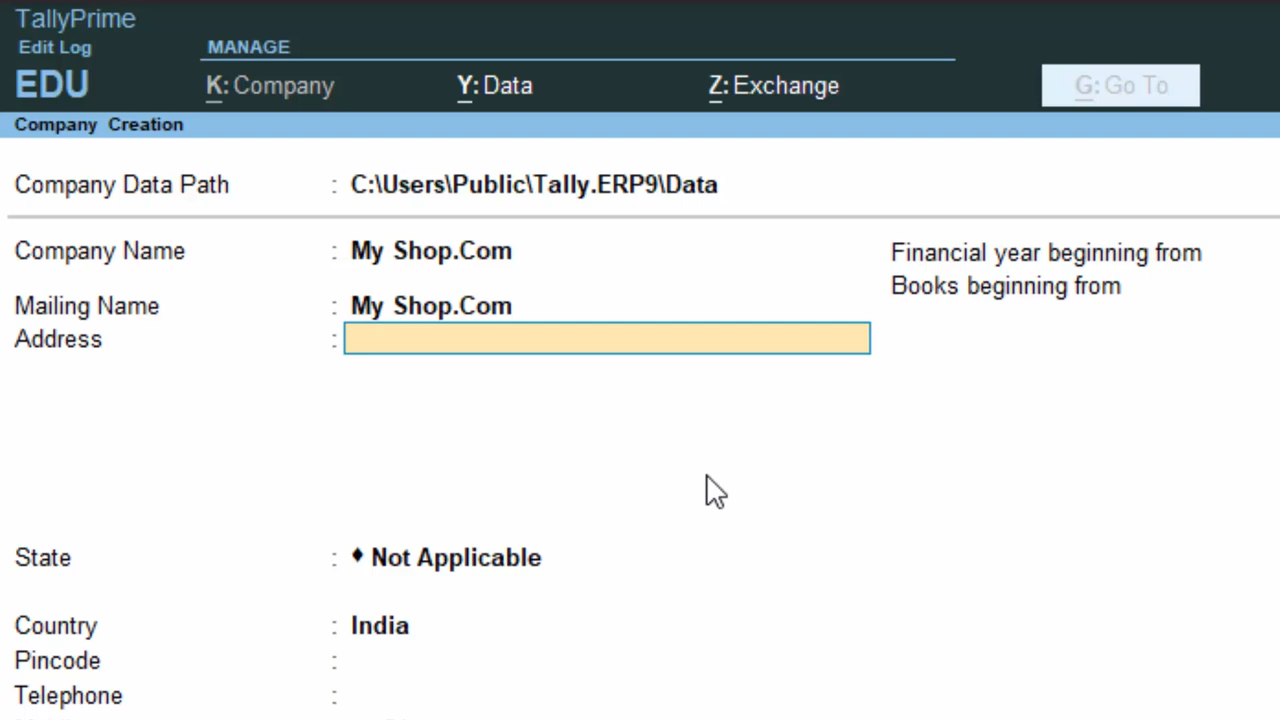 TallyPrime
Edit Log
MANAGE
EDU
K: Company
Y: Data
Z: Exchange
G: Go To
Company Creation
Company Data Path : C:\Users\Public\Tally.ERP9\Data
Company Name : My Shop.Com
Financial year beginning from
Books beginning from
Mailing Name : My Shop.Com
Address :
State : ♦ Not Applicable
Country : India
Pincode :
Telephone :